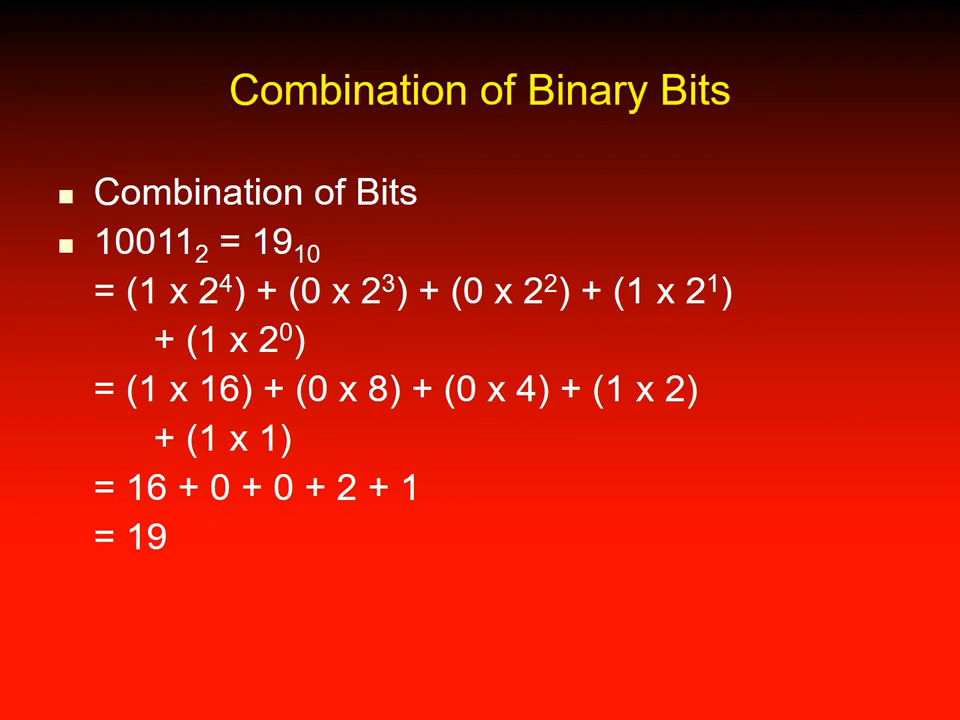 Combination of Binary Bits
Combination of Bits
10011₂ = 19₁₀
= (1 x 2⁴) + (0 x 2³) + (0 x 2²) + (1 x 2¹)
+ (1 x 2⁰)
= (1 x 16) + (0 x 8) + (0 x 4) + (1 x 2)
+ (1 x 1)
= 16 + 0 + 0 + 2 + 1
= 19